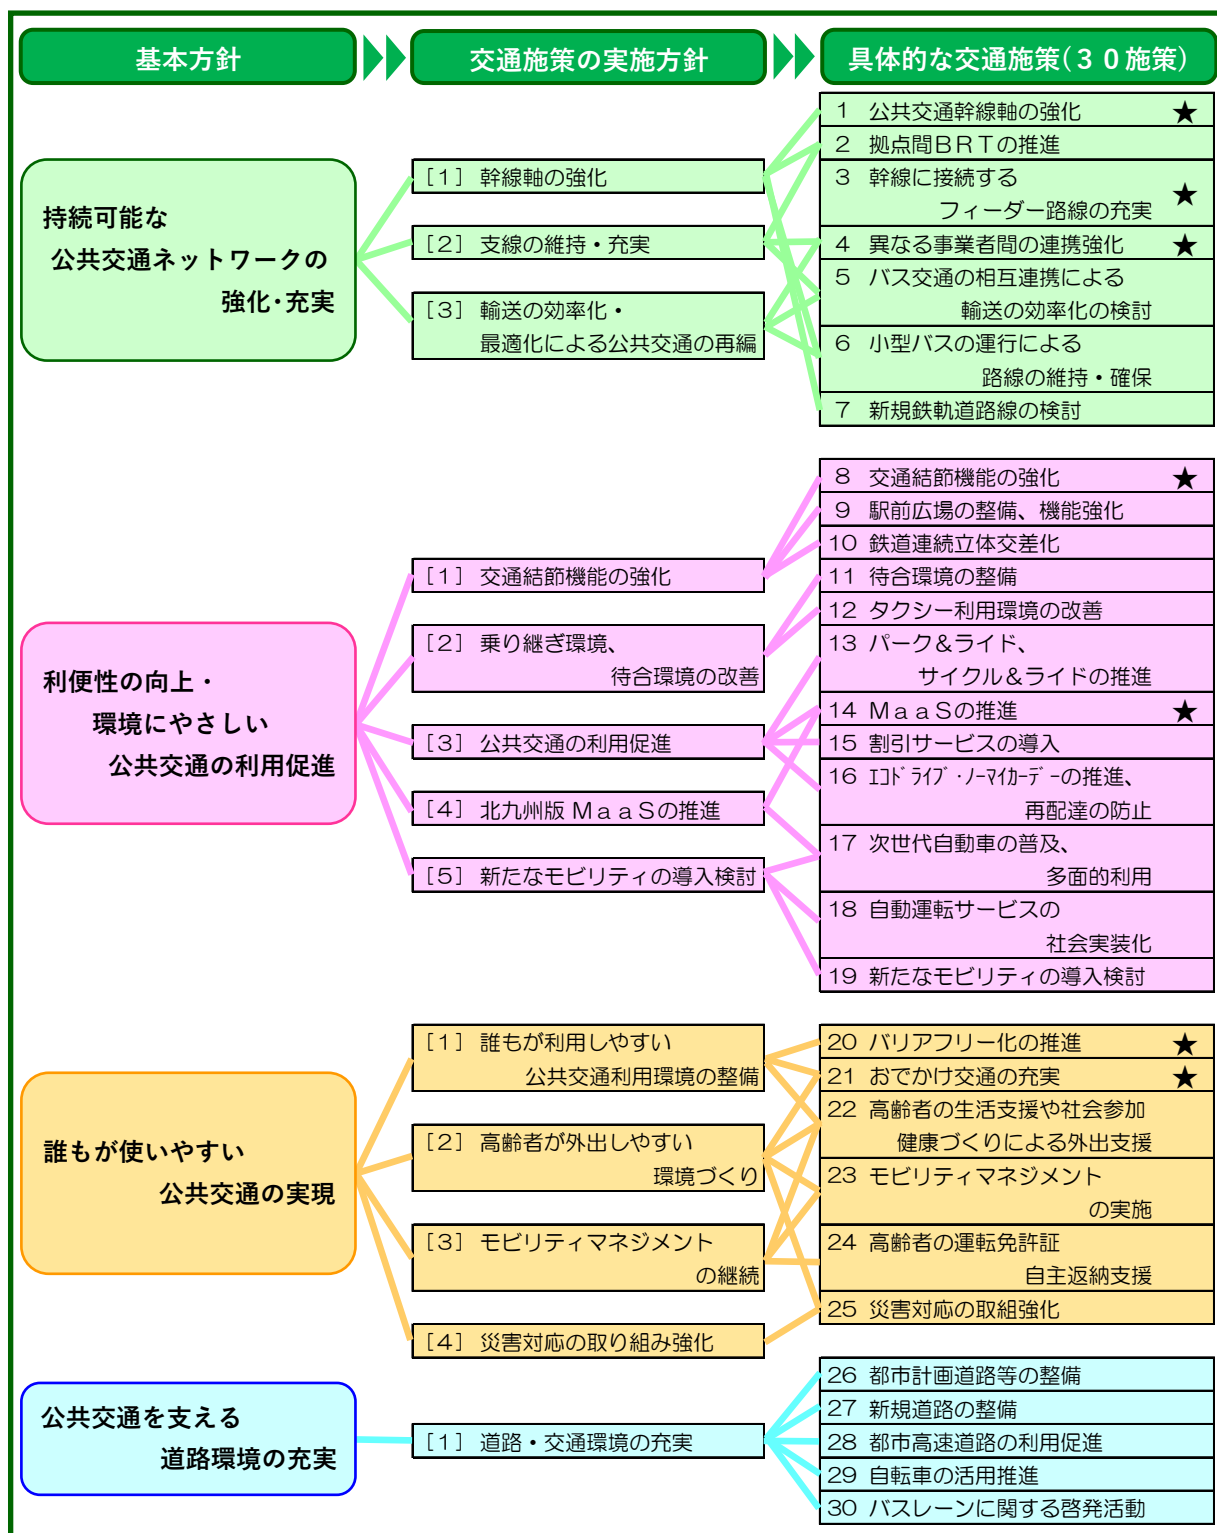 基本方針
交通施策の実施方針
具体的な交通施策(３０施策)
持続可能な
公共交通ネットワークの
強化･充実
[1] 幹線軸の強化
[2] 支線の維持・充実
[3] 輸送の効率化・
最適化による公共交通の再編
1 公共交通幹線軸の強化 ★
2 拠点間ＢＲＴの推進
3 幹線に接続する
フィーダー路線の充実 ★
4 異なる事業者間の連携強化 ★
5 バス交通の相互連携による
輸送の効率化の検討
6 小型バスの運行による
路線の維持・確保
7 新規鉄軌道路線の検討
利便性の向上・
環境にやさしい
公共交通の利用促進
[1] 交通結節機能の強化
[2] 乗り継ぎ環境、
待合環境の改善
[3] 公共交通の利用促進
[4] 北九州版 ＭａａＳの推進
[5] 新たなモビリティの導入検討
8 交通結節機能の強化 ★
9 駅前広場の整備、機能強化
10 鉄道連続立体交差化
11 待合環境の整備
12 タクシー利用環境の改善
13 パーク＆ライド、
サイクル＆ライドの推進
14 ＭａａＳの推進 ★
15 割引サービスの導入
16 ｴｺﾄﾞﾗｲﾌﾞ･ﾉｰﾏｲｶｰﾃﾞｰの推進、
再配達の防止
17 次世代自動車の普及、
多面的利用
18 自動運転サービスの
社会実装化
19 新たなモビリティの導入検討
誰もが使いやすい
公共交通の実現
[1] 誰もが利用しやすい
公共交通利用環境の整備
[2] 高齢者が外出しやすい
環境づくり
[3] モビリティマネジメント
の継続
[4] 災害対応の取り組み強化
20 バリアフリー化の推進 ★
21 おでかけ交通の充実 ★
22 高齢者の生活支援や社会参加
健康づくりによる外出支援
23 モビリティマネジメント
の実施
24 高齢者の運転免許証
自主返納支援
25 災害対応の取組強化
公共交通を支える
道路環境の充実
[1] 道路・交通環境の充実
26 都市計画道路等の整備
27 新規道路の整備
28 都市高速道路の利用促進
29 自転車の活用推進
30 バスレーンに関する啓発活動